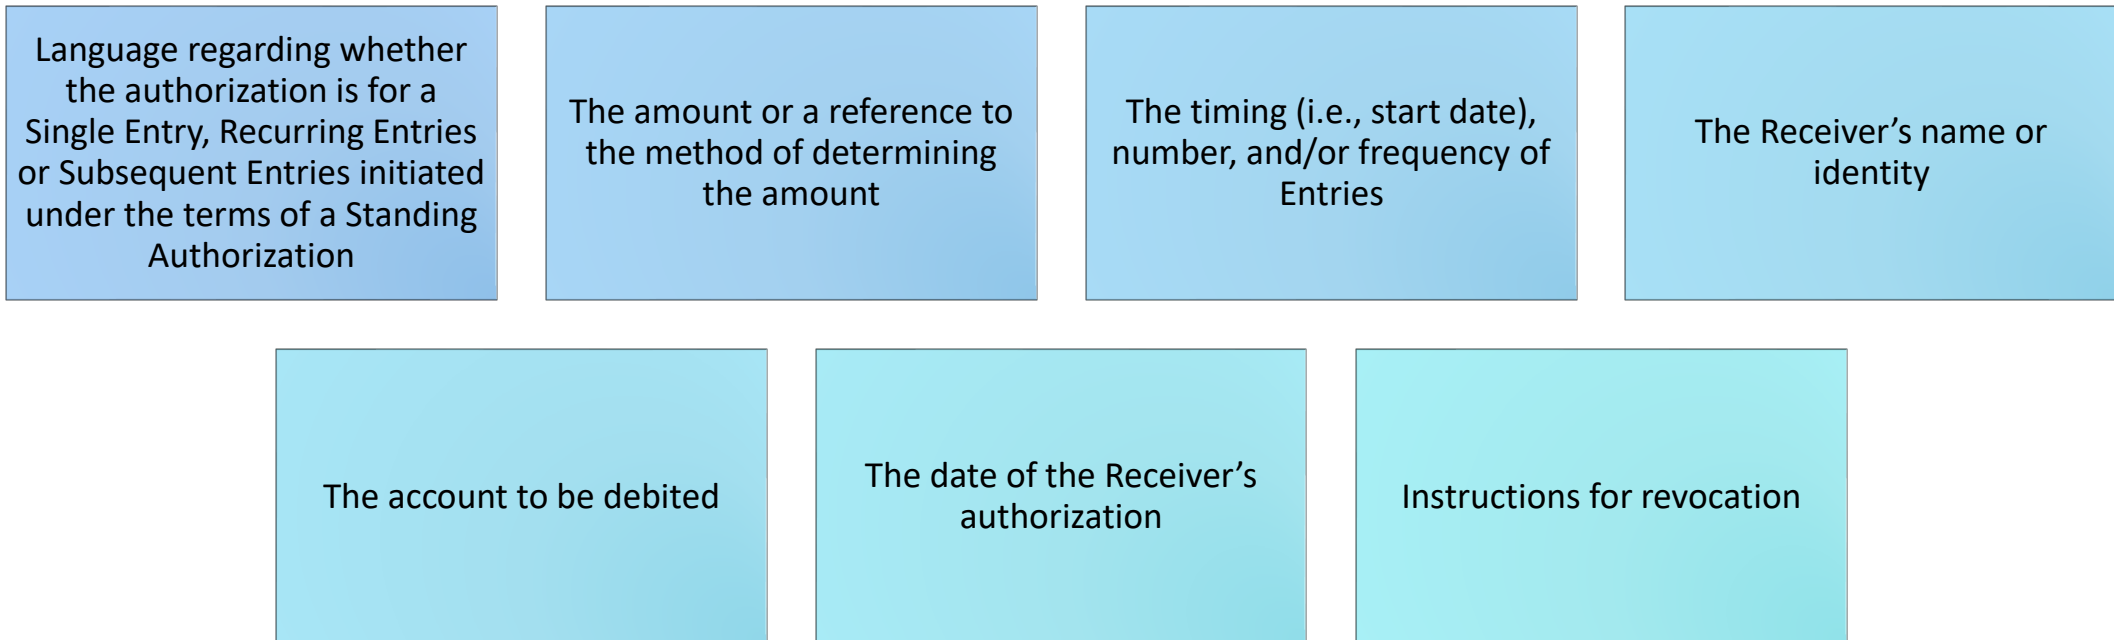 Language regarding whether
the authorization is for a
Single Entry, Recurring Entries
or Subsequent Entries initiated
under the terms of a Standing
Authorization
The amount or a reference to
the method of determining
the amount
The timing (i.e., start date),
number, and/or frequency of
Entries
The Receiver’s name or
identity
The account to be debited
The date of the Receiver’s
authorization
Instructions for revocation